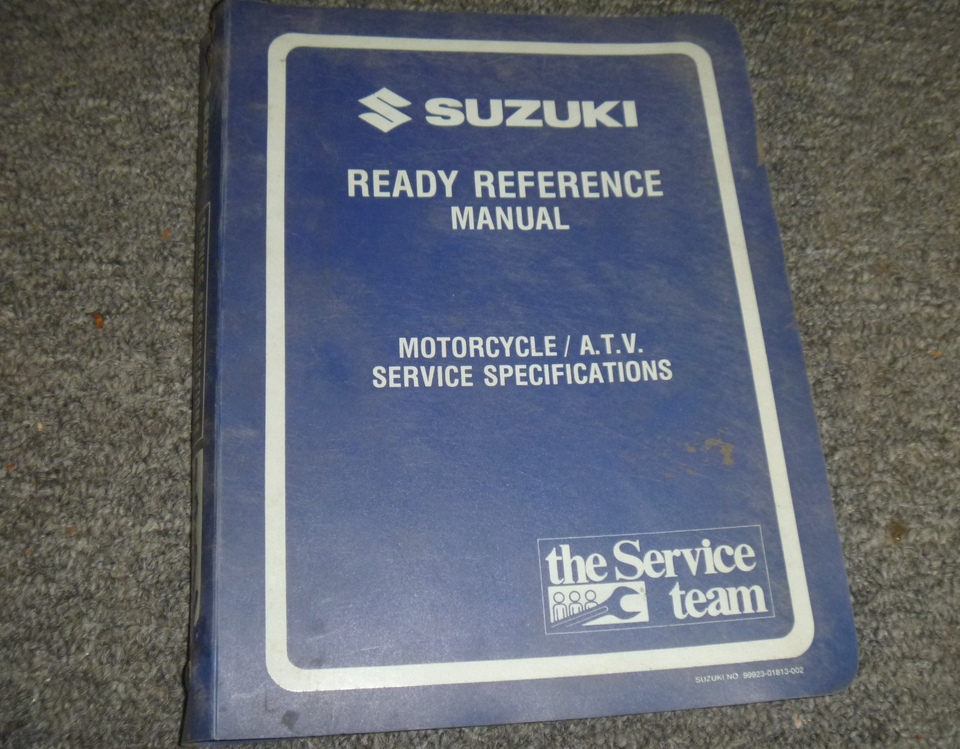 SUZUKI
READY REFERENCE
MANUAL
MOTORCYCLE / A.T.V.
SERVICE SPECIFICATIONS
the Service
team
SUZUKI NO. 99923-01813-002